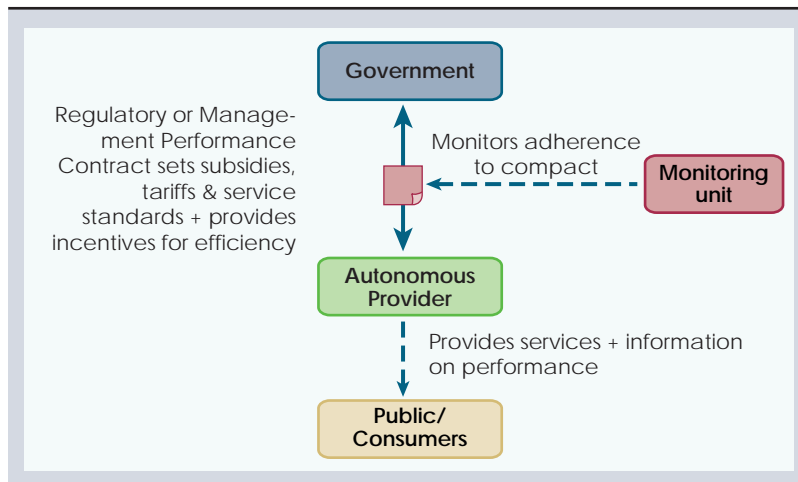 Government
Regulatory or Manage-
ment Performance
Contract sets subsidies,
tariffs & service
standards + provides
incentives for efficiency
Monitors adherence
to compact
Monitoring
unit
Autonomous
Provider
Provides services + information
on performance
Public/
Consumers